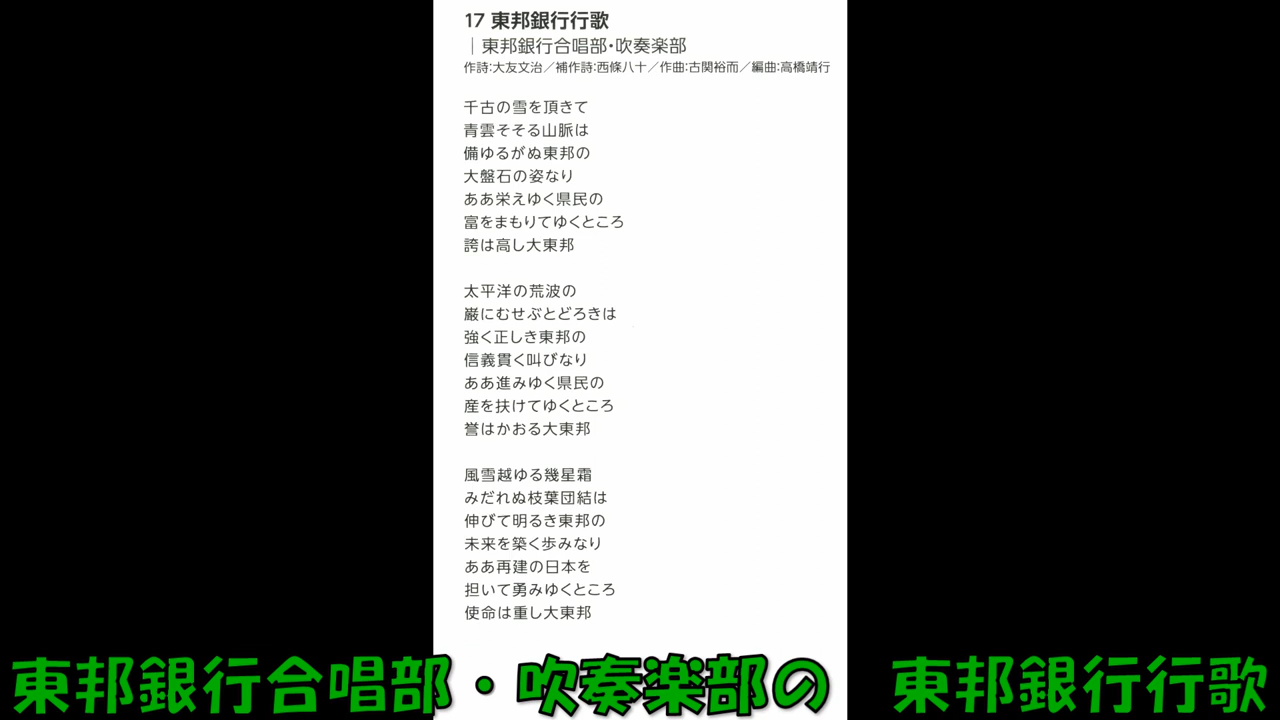 17 東邦銀行行歌
｜東邦銀行合唱部･吹奏楽部
作詩:大友文治／補作詩:西條八十／作曲:古関裕而／編曲:高橋靖行
千古の雪を頂きて
青雲そそる山脈は
備ゆるがぬ東邦の
大盤石の姿なり
ああ栄えゆく県民の
富をまもりてゆくところ
誇は高し大東邦
太平洋の荒波の
巌にむせぶとどろきは
強く正しき東邦の
信義貫く叫びなり
ああ進みゆく県民の
産を扶けてゆくところ
誉はかおる大東邦
風雪越ゆる幾星霜
みだれぬ枝葉団結は
伸びて明るき東邦の
未来を築く歩みなり
ああ再建の日本を
担いて勇みゆくところ
使命は重し大東邦
東邦銀行合唱部・吹奏楽部の　東邦銀行行歌